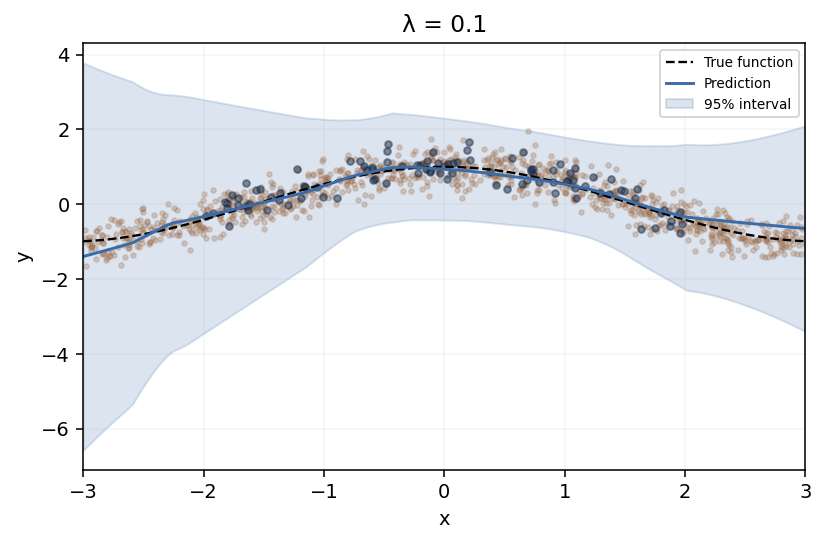 λ = 0.1
4
2
0
−2
−4
−6
y
−3
−2
−1
0
1
2
3
x
True function
Prediction
95% interval